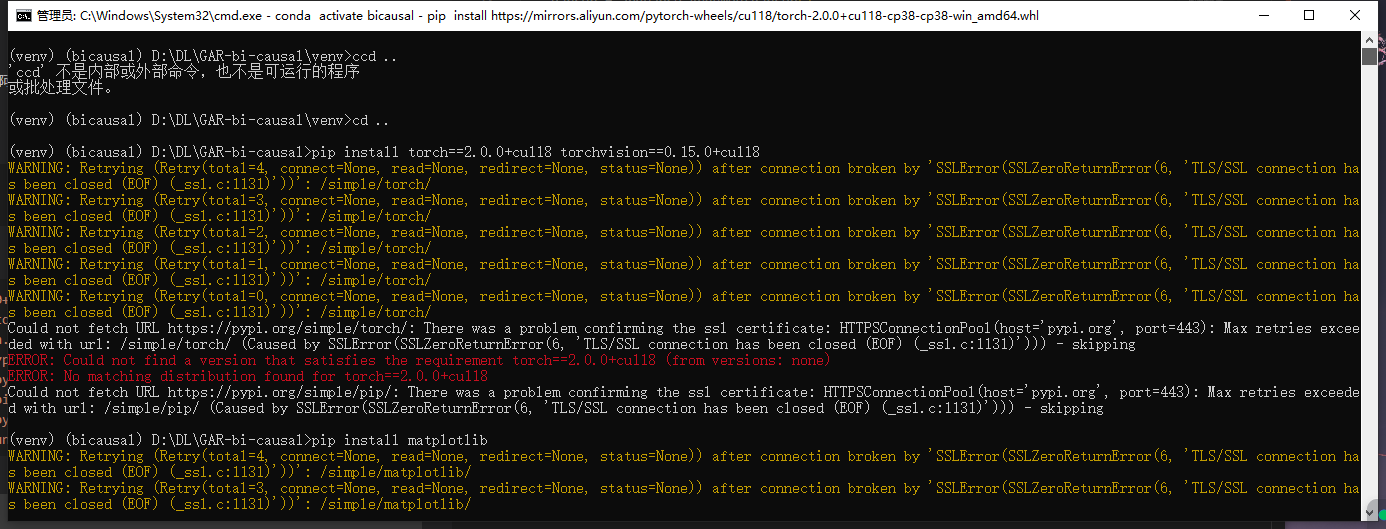 管理员: C:\Windows\System32\cmd.exe - conda activate bicausal - pip install https://mirrors.aliyun.com/pytorch-wheels/cu118/torch-2.0.0+cu118-cp38-cp38-win_amd64.whl
(venv) (bicausal) D:\DL\GAR-bi-causal\venv>ccd ..
'ccd' 不是内部或外部命令，也不是可运行的程序
或批处理文件。
(venv) (bicausal) D:\DL\GAR-bi-causal\venv>cd ..
(venv) (bicausal) D:\DL\GAR-bi-causal>pip install torch==2.0.0+cu118 torchvision==0.15.0+cu118
WARNING: Retrying (Retry(total=4, connect=None, read=None, redirect=None, status=None)) after connection broken by 'SSLError(SSLZeroReturnError(6, 'TLS/SSL connection ha
s been closed (EOF) (_ssl.c:1131)'))': /simple/torch/
WARNING: Retrying (Retry(total=3, connect=None, read=None, redirect=None, status=None)) after connection broken by 'SSLError(SSLZeroReturnError(6, 'TLS/SSL connection ha
s been closed (EOF) (_ssl.c:1131)'))': /simple/torch/
WARNING: Retrying (Retry(total=2, connect=None, read=None, redirect=None, status=None)) after connection broken by 'SSLError(SSLZeroReturnError(6, 'TLS/SSL connection ha
s been closed (EOF) (_ssl.c:1131)'))': /simple/torch/
WARNING: Retrying (Retry(total=1, connect=None, read=None, redirect=None, status=None)) after connection broken by 'SSLError(SSLZeroReturnError(6, 'TLS/SSL connection ha
s been closed (EOF) (_ssl.c:1131)'))': /simple/torch/
WARNING: Retrying (Retry(total=0, connect=None, read=None, redirect=None, status=None)) after connection broken by 'SSLError(SSLZeroReturnError(6, 'TLS/SSL connection ha
s been closed (EOF) (_ssl.c:1131)'))': /simple/torch/
Could not fetch URL https://pypi.org/simple/torch/: There was a problem confirming the ssl certificate: HTTPSConnectionPool(host='pypi.org', port=443): Max retries excee
ded with url: /simple/torch/ (Caused by SSLError(SSLZeroReturnError(6, 'TLS/SSL connection has been closed (EOF) (_ssl.c:1131)'))) - skipping
ERROR: Could not find a version that satisfies the requirement torch==2.0.0+cu118 (from versions: none)
ERROR: No matching distribution found for torch==2.0.0+cu118
Could not fetch URL https://pypi.org/simple/pip/: There was a problem confirming the ssl certificate: HTTPSConnectionPool(host='pypi.org', port=443): Max retries exceede
d with url: /simple/pip/ (Caused by SSLError(SSLZeroReturnError(6, 'TLS/SSL connection has been closed (EOF) (_ssl.c:1131)'))) - skipping
(venv) (bicausal) D:\DL\GAR-bi-causal>pip install matplotlib
WARNING: Retrying (Retry(total=4, connect=None, read=None, redirect=None, status=None)) after connection broken by 'SSLError(SSLZeroReturnError(6, 'TLS/SSL connection ha
s been closed (EOF) (_ssl.c:1131)'))': /simple/matplotlib/
WARNING: Retrying (Retry(total=3, connect=None, read=None, redirect=None, status=None)) after connection broken by 'SSLError(SSLZeroReturnError(6, 'TLS/SSL connection ha
s been closed (EOF) (_ssl.c:1131)'))': /simple/matplotlib/